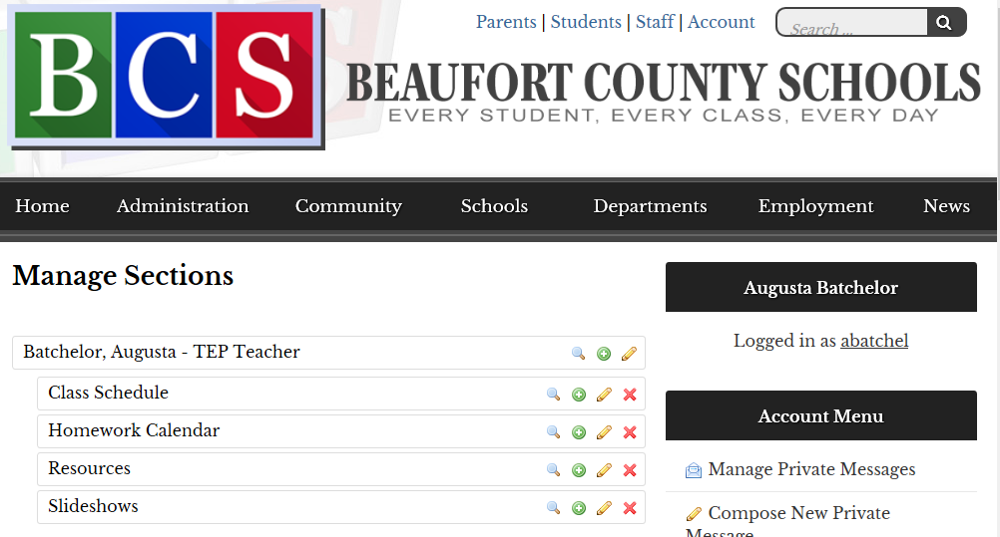 BCS
Parents | Students | Staff | Account
Search ...
BEAUFORT COUNTY SCHOOLS
EVERY STUDENT, EVERY CLASS, EVERY DAY
Home Administration Community Schools Departments Employment News
Manage Sections
Batchelor, Augusta - TEP Teacher
Class Schedule
Homework Calendar
Resources
Slideshows
Augusta Batchelor
Logged in as abatchel
Account Menu
Manage Private Messages
Compose New Private
Message